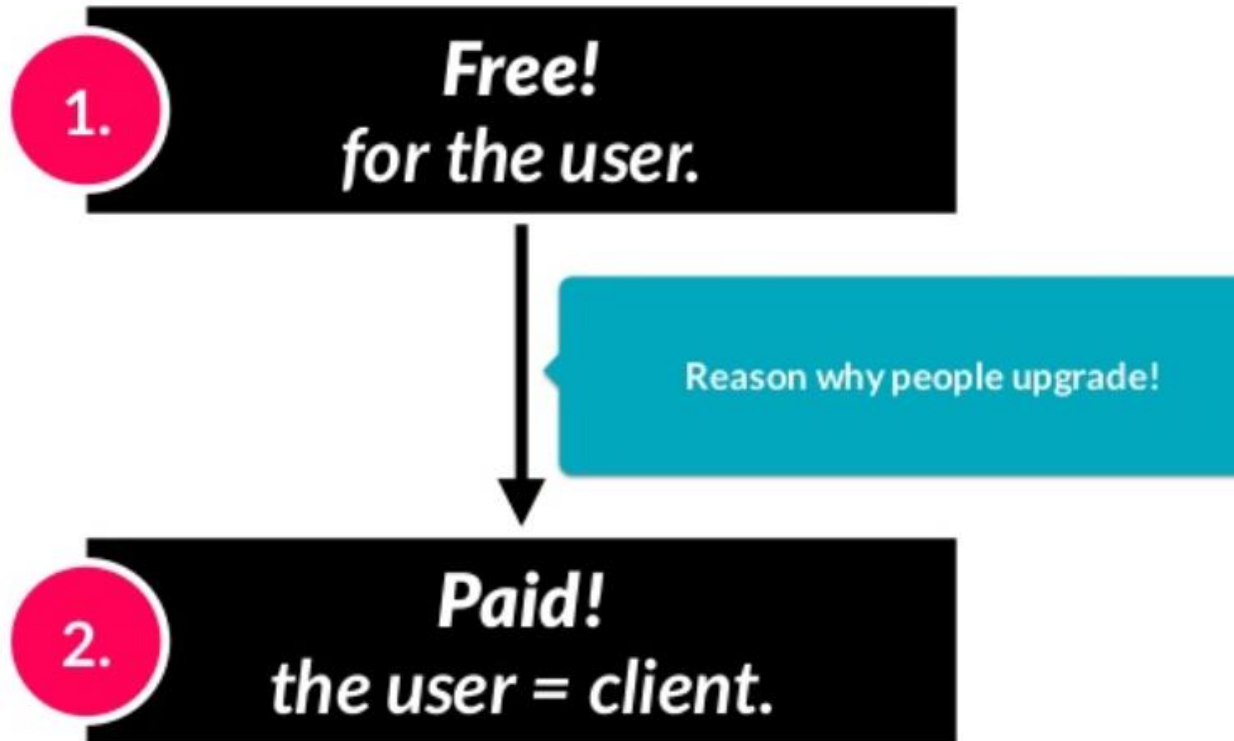 1.
Free!
for the user.
Reason why people upgrade!
2.
Paid!
the user = client.